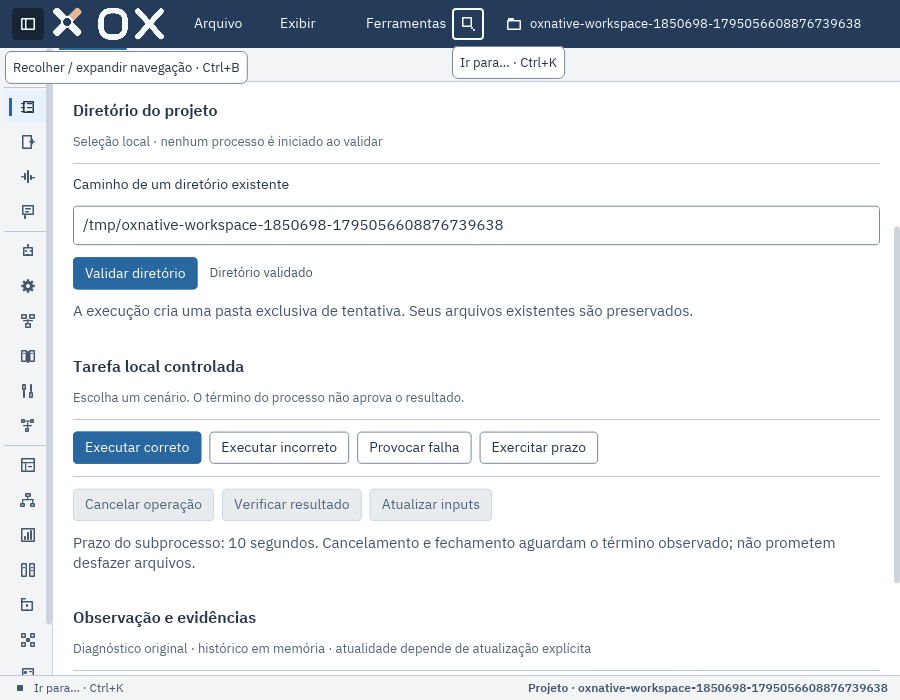 XOX
Arquivo
Exibir
Ferramentas
oxnative-workspace-1850698-1795056608876739638
Recolher / expandir navegação · Ctrl+B
Ir para... · Ctrl+K
Diretório do projeto
Seleção local · nenhum processo é iniciado ao validar
Caminho de um diretório existente
/tmp/oxnative-workspace-1850698-1795056608876739638
Validar diretório
Diretório validado
A execução cria uma pasta exclusiva de tentativa. Seus arquivos existentes são preservados.
Tarefa local controlada
Escolha um cenário. O término do processo não aprova o resultado.
Executar correto
Executar incorreto
Provocar falha
Exercitar prazo
Cancelar operação
Verificar resultado
Atualizar inputs
Prazo do subprocesso: 10 segundos. Cancelamento e fechamento aguardam o término observado; não prometem
desfazer arquivos.
Observação e evidências
Diagnóstico original · histórico em memória · atualidade depende de atualização explícita
Ir para... · Ctrl+K
Projeto · oxnative-workspace-1850698-1795056608876739638